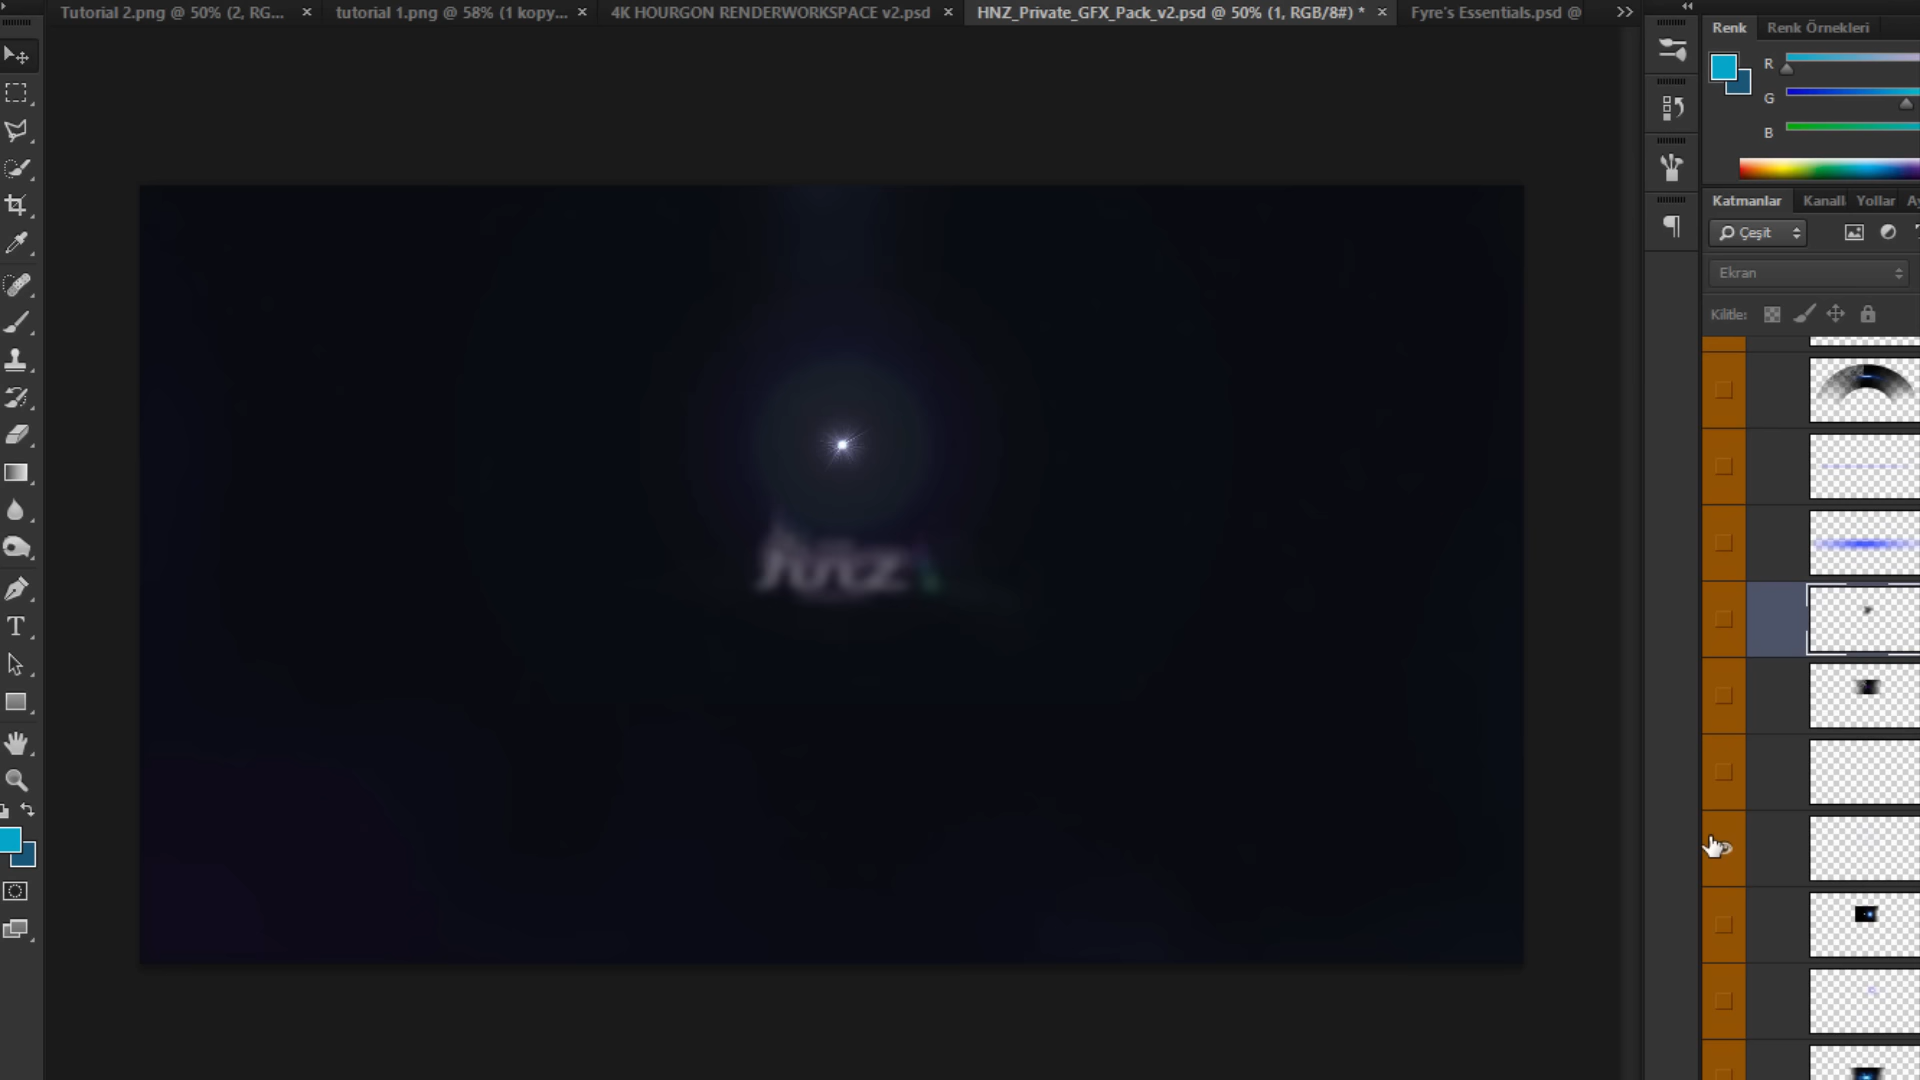 Tutorial 2.png @ 50% (2, RG... ×
tutorial 1.png @ 58% (1 kopy... ×
4K HOURGON RENDERWORKSPACE v2.psd ×
HNZ_Private_GFX_Pack_v2.psd @ 50% (1, RGB/8#) * ×
Fyre's Essentials.psd @
Renk
Renk Örnekleri
R
G
B
Katmanlar
Kanall
Yollar
Çeşit
Ekran
Kilitle: